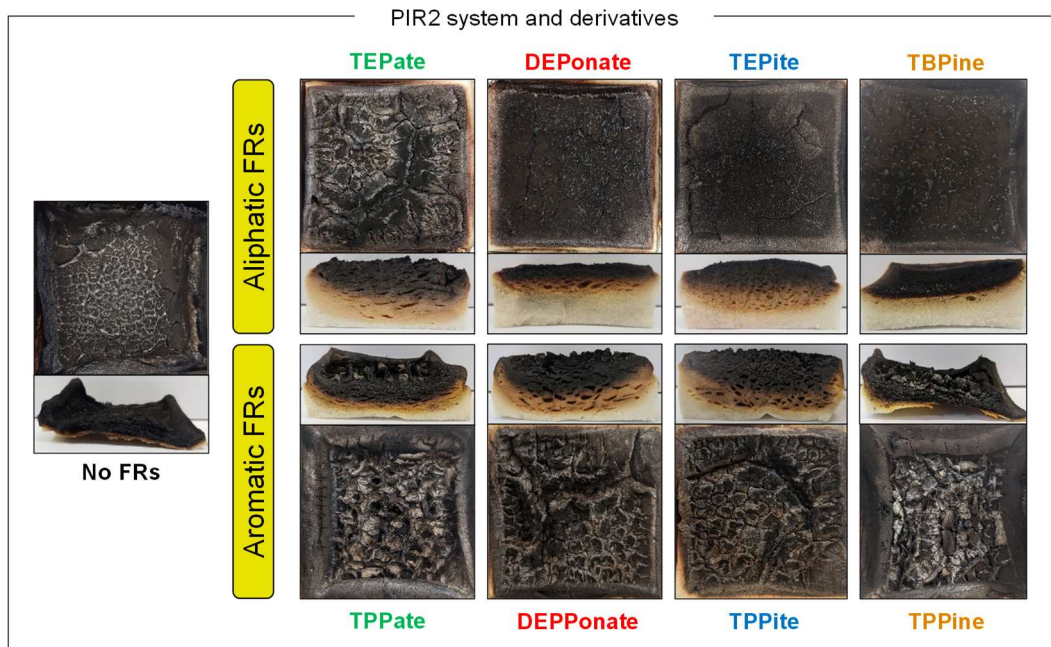 PIR2 system and derivatives
TEPate
DEPonate
TEPite
TBPine
Aliphatic FRs
No FRs
Aromatic FRs
TPPate
DEPPonate
TPPite
TPPine